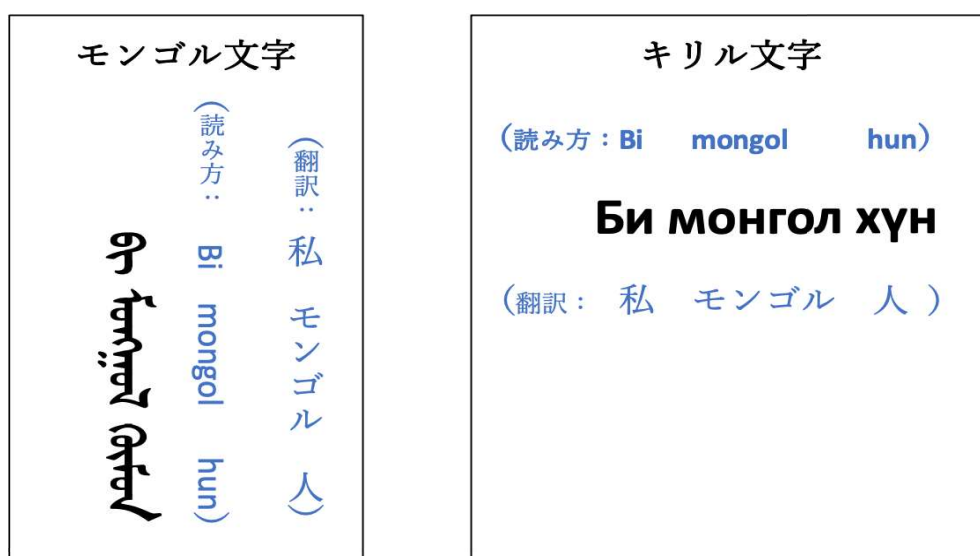 モンゴル文字
ᠪᠢ ᠮᠣᠩᠭᠣᠯ ᠬᠦᠮᠦᠨ
(読み方： Bi mongol hun)
(翻訳： 私 モンゴル 人)
キリル文字
(読み方：Bi mongol hun)
Би монгол хүн
(翻訳： 私 モンゴル 人 )